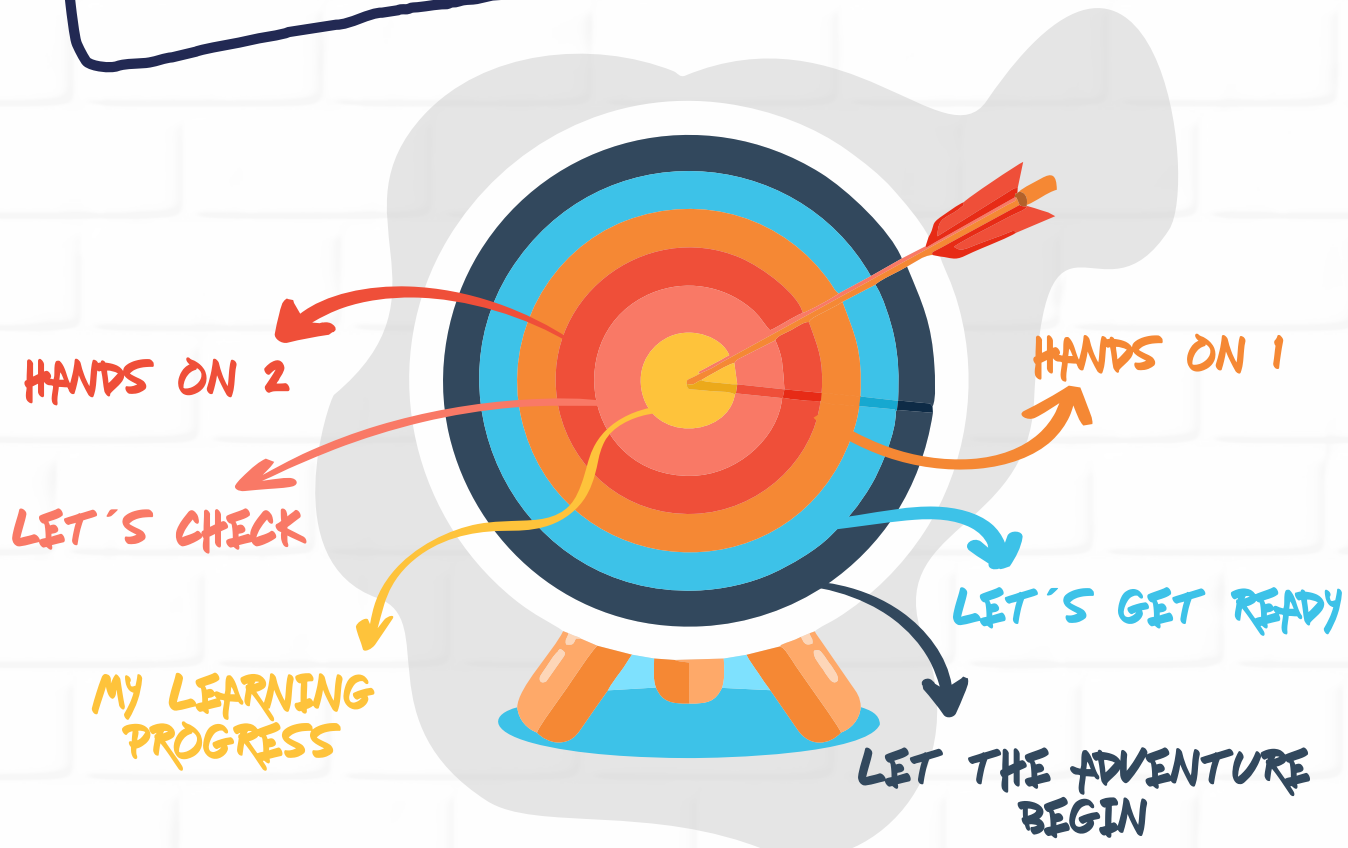 HANDS ON 1
HANDS ON 2
LET´S CHECK
LET´S GET READY
MY LEARNING
PROGRESS
LET THE ADVENTURE
BEGIN